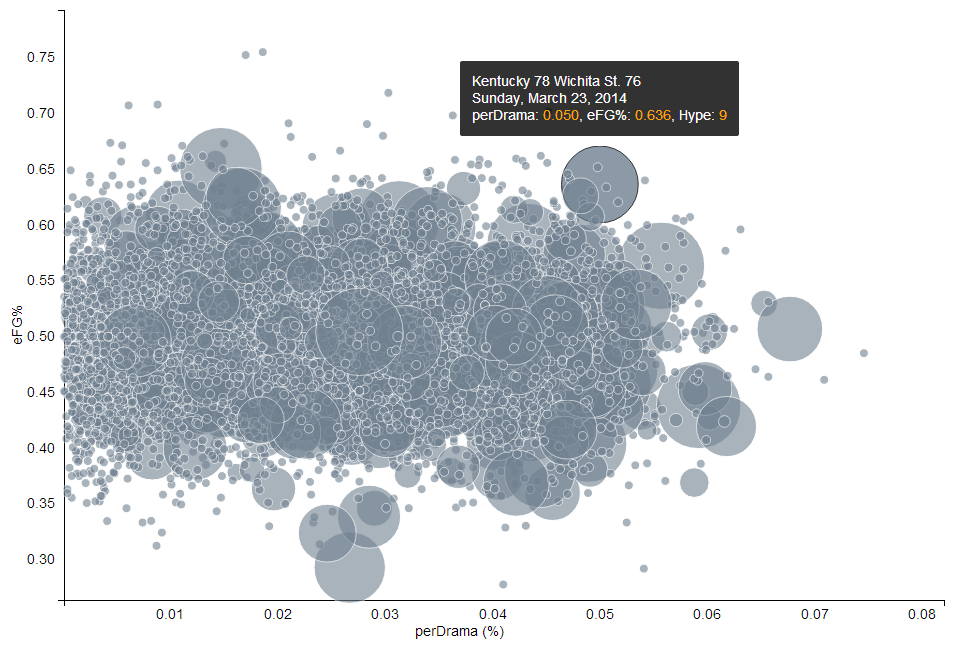 0.75
Kentucky 78 Wichita St. 76
Sunday, March 23, 2014
perDrama: 0.050, eFG%: 0.636, Hype: 9
0.70
0.65
0.60
0.55
0.50
eFG%
0.45
0.40
0.35
0.30
0.01 0.02 0.03 0.04 0.05 0.06 0.07 0.08
perDrama (%)